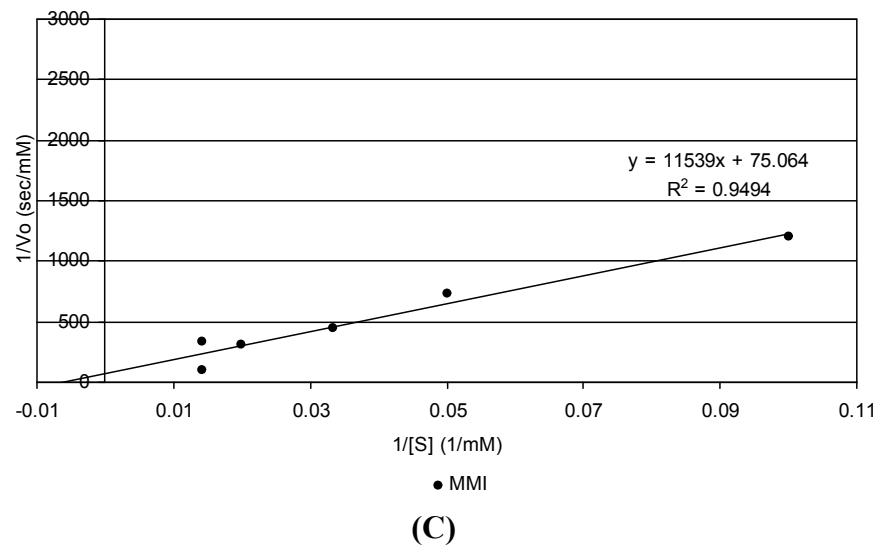 3000
2500
2000
1500
1000
500
0
1/Vo (sec/mM)
y = 11539x + 75.064
R² = 0.9494
-0.01 0.01 0.03 0.05 0.07 0.09 0.11
1/[S] (1/mM)
MMI
(C)